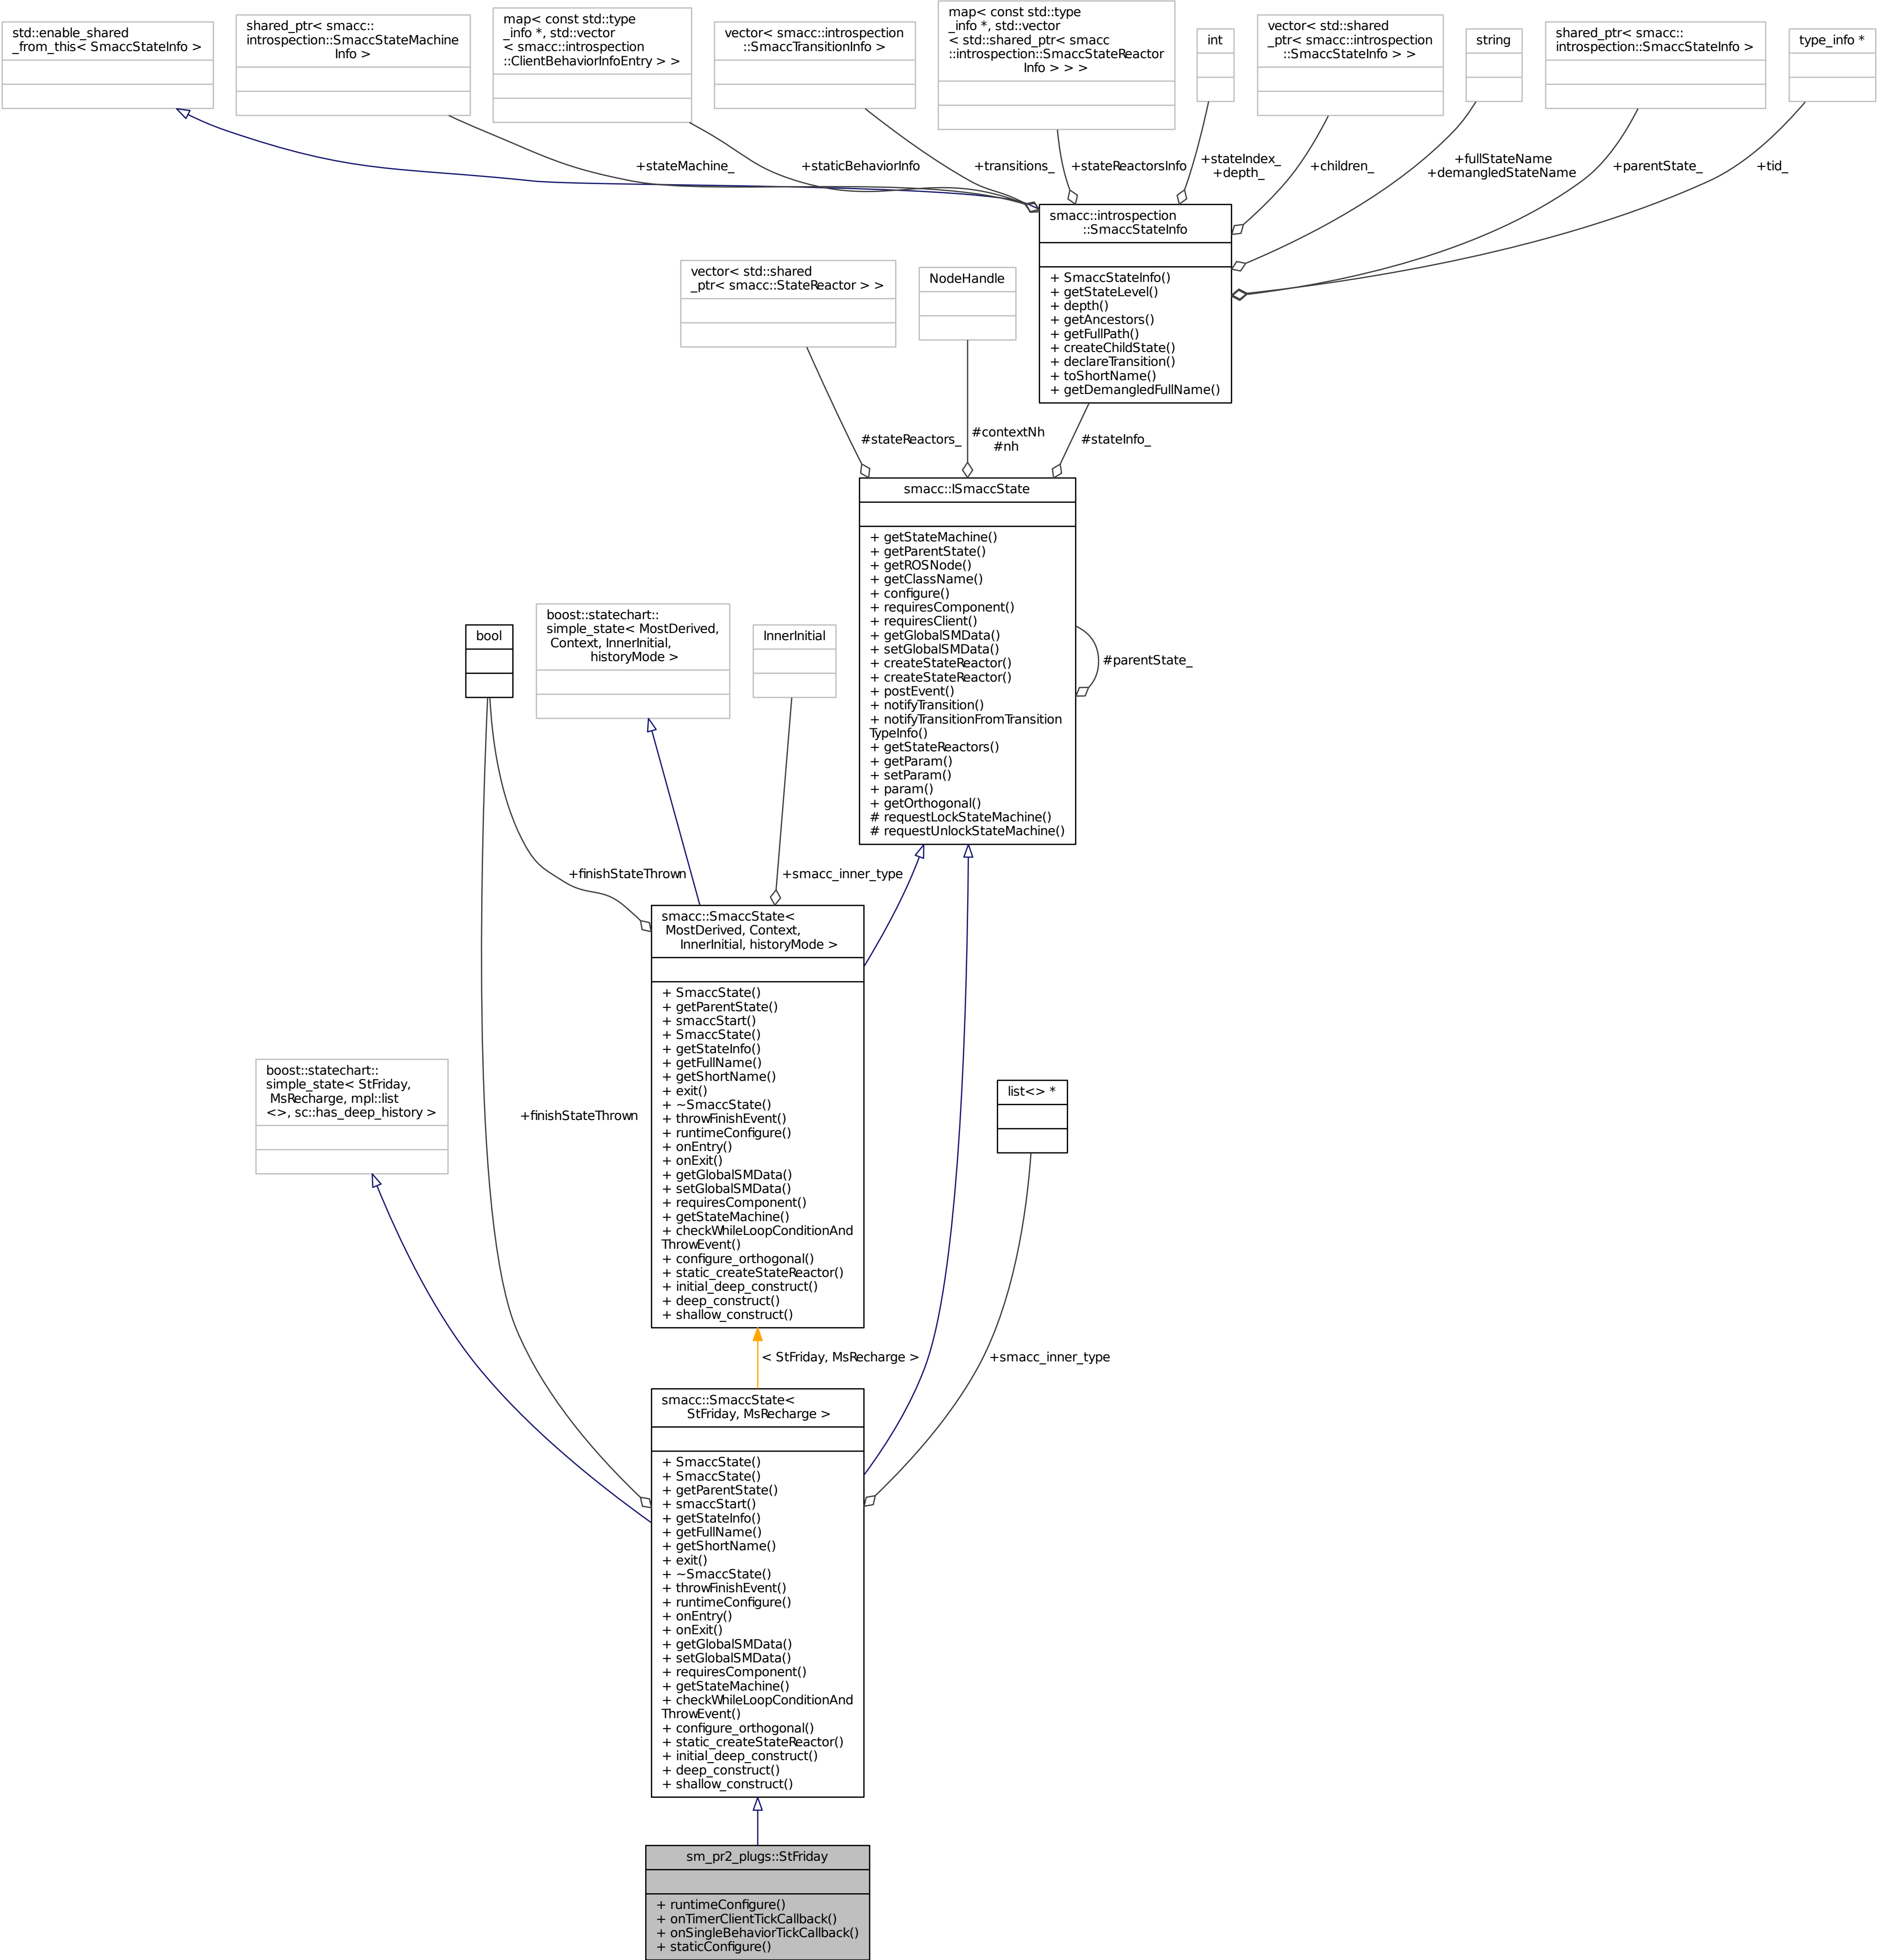 std::enable_shared
_from_this< SmaccStateInfo >
shared_ptr< smacc::
introspection::SmaccStateMachine
Info >
map< const std::type
_info *, std::vector
< smacc::introspection
::ClientBehaviorInfoEntry > >
vector< smacc::introspection
::SmaccTransitionInfo >
map< const std::type
_info *, std::vector
< std::shared_ptr< smacc
::introspection::SmaccStateReactor
Info > > >
int
vector< std::shared
_ptr< smacc::introspection
::SmaccStateInfo > >
string
shared_ptr< smacc::
introspection::SmaccStateInfo >
type_info *
+stateMachine_
+staticBehaviorInfo
+transitions_
+stateReactorsInfo
+stateIndex_
+depth_
+children_
+fullStateName
+demangledStateName
+parentState_
+tid_
smacc::introspection
::SmaccStateInfo
+ SmaccStateInfo()
+ getStateLevel()
+ depth()
+ getAncestors()
+ getFullPath()
+ createChildState()
+ declareTransition()
+ toShortName()
+ getDemangledFullName()
vector< std::shared
_ptr< smacc::StateReactor > >
NodeHandle
#stateReactors_
#contextNh
#nh
#stateInfo_
smacc::ISmaccState
+ getStateMachine()
+ getParentState()
+ getROSNode()
+ getClassName()
+ configure()
+ requiresComponent()
+ requiresClient()
+ getGlobalSMData()
+ setGlobalSMData()
+ createStateReactor()
+ createStateReactor()
+ postEvent()
+ notifyTransition()
+ notifyTransitionFromTransition
TypeInfo()
+ getStateReactors()
+ getParam()
+ setParam()
+ param()
+ getOrthogonal()
# requestLockStateMachine()
# requestUnlockStateMachine()
#parentState_
bool
boost::statechart::
simple_state< MostDerived,
Context, InnerInitial,
historyMode >
InnerInitial
+finishStateThrown
+smacc_inner_type
smacc::SmaccState<
MostDerived, Context,
InnerInitial, historyMode >
+ SmaccState()
+ getParentState()
+ smaccStart()
+ SmaccState()
+ getStateInfo()
+ getFullName()
+ getShortName()
+ exit()
+ ~SmaccState()
+ throwFinishEvent()
+ runtimeConfigure()
+ onEntry()
+ onExit()
+ getGlobalSMData()
+ setGlobalSMData()
+ requiresComponent()
+ getStateMachine()
+ checkWhileLoopConditionAnd
ThrowEvent()
+ configure_orthogonal()
+ static_createStateReactor()
+ initial_deep_construct()
+ deep_construct()
+ shallow_construct()
boost::statechart::
simple_state< StFriday,
MsRecharge, mpl::list
<>, sc::has_deep_history >
+finishStateThrown
list<> *
< StFriday, MsRecharge >
+smacc_inner_type
smacc::SmaccState<
StFriday, MsRecharge >
+ SmaccState()
+ SmaccState()
+ getParentState()
+ smaccStart()
+ getStateInfo()
+ getFullName()
+ getShortName()
+ exit()
+ ~SmaccState()
+ throwFinishEvent()
+ runtimeConfigure()
+ onEntry()
+ onExit()
+ getGlobalSMData()
+ setGlobalSMData()
+ requiresComponent()
+ getStateMachine()
+ checkWhileLoopConditionAnd
ThrowEvent()
+ configure_orthogonal()
+ static_createStateReactor()
+ initial_deep_construct()
+ deep_construct()
+ shallow_construct()
sm_pr2_plugs::StFriday
+ runtimeConfigure()
+ onTimerClientTickCallback()
+ onSingleBehaviorTickCallback()
+ staticConfigure()